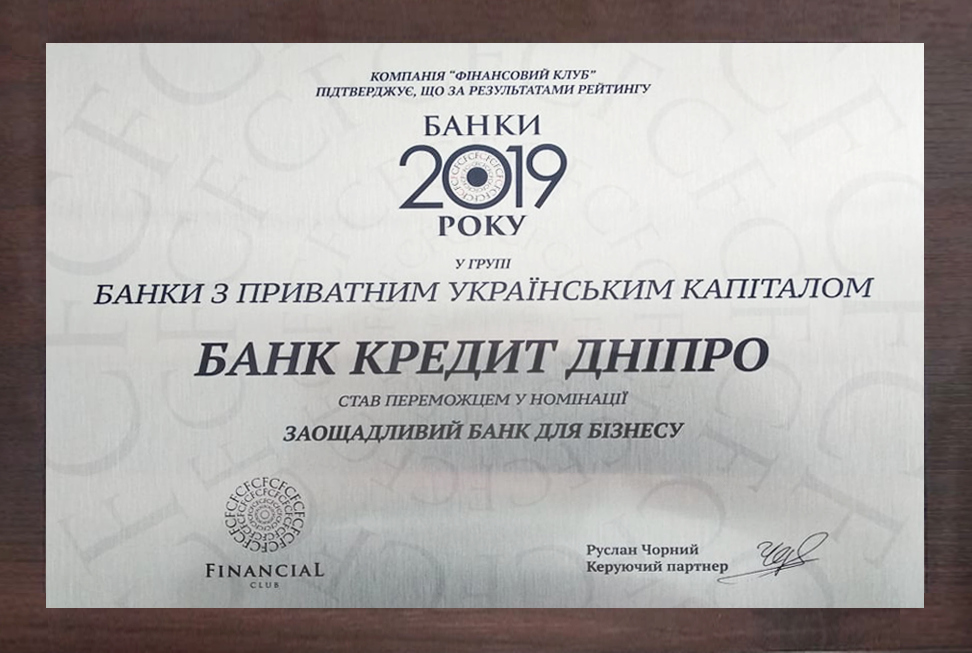 КОМПАНІЯ "ФІНАНСОВИЙ КЛУБ"
ПІДТВЕРДЖУЄ, ЩО ЗА РЕЗУЛЬТАТАМИ РЕЙТИНГУ
БАНКИ
2019
РОКУ
У ГРУПІ
БАНКИ З ПРИВАТНИМ УКРАЇНСЬКИМ КАПІТАЛОМ
БАНК КРЕДИТ ДНІПРО
СТАВ ПЕРЕМОЖЦЕМ У НОМІНАЦІЇ
ЗАОЩАДЛИВИЙ БАНК ДЛЯ БІЗНЕСУ
FINANCIAL
CLUB
Руслан Чорний
Керуючий партнер